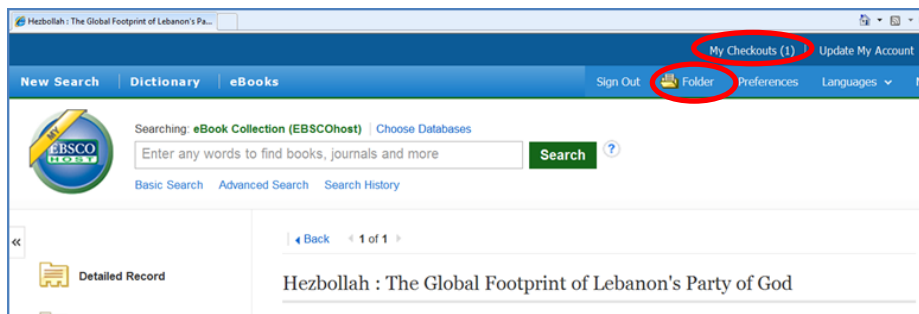 Hezbollah : The Global Footprint of Lebanon's Pa...
My Checkouts (1) | Update My Account
New Search | Dictionary | eBooks Sign Out Folder Preferences Languages
MY
EBSCO
HOST
Searching: eBook Collection (EBSCOhost) | Choose Databases
Enter any words to find books, journals and more Search ?
Basic Search Advanced Search Search History
« Back 1 of 1
Detailed Record
Hezbollah : The Global Footprint of Lebanon's Party of God